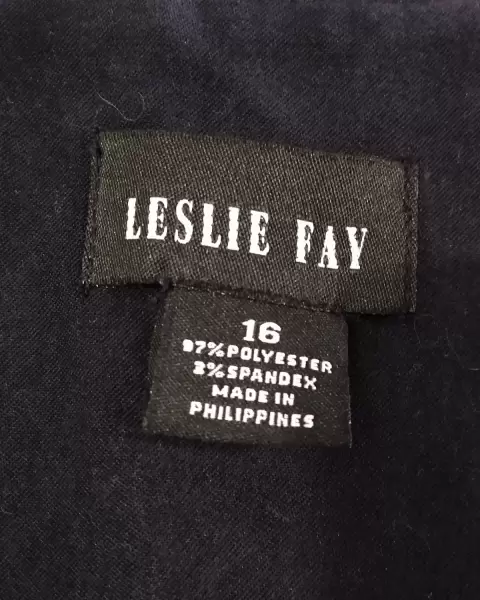 LESLIE FAY
16
97% POLYESTER
3% SPANDEX
MADE IN
PHILIPPINES